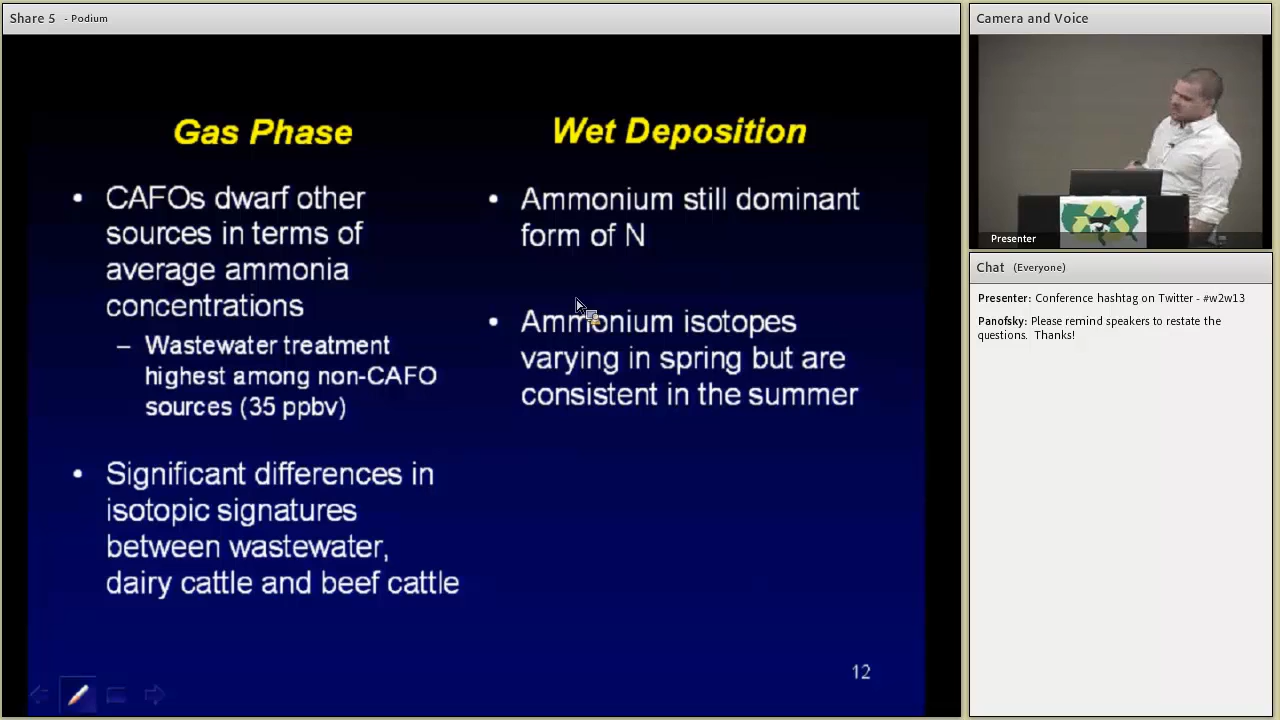 Share 5 - Podium
Gas Phase
• CAFOs dwarf other
sources in terms of
average ammonia
concentrations
– Wastewater treatment
highest among non-CAFO
sources (35 ppbv)
• Significant differences in
isotopic signatures
between wastewater,
dairy cattle and beef cattle
Wet Deposition
• Ammonium still dominant
form of N
• Ammonium isotopes
varying in spring but are
consistent in the summer
12
Camera and Voice
Presenter
Chat (Everyone)
Presenter: Conference hashtag on Twitter - #w2w13
Panofsky: Please remind speakers to restate the
questions. Thanks!